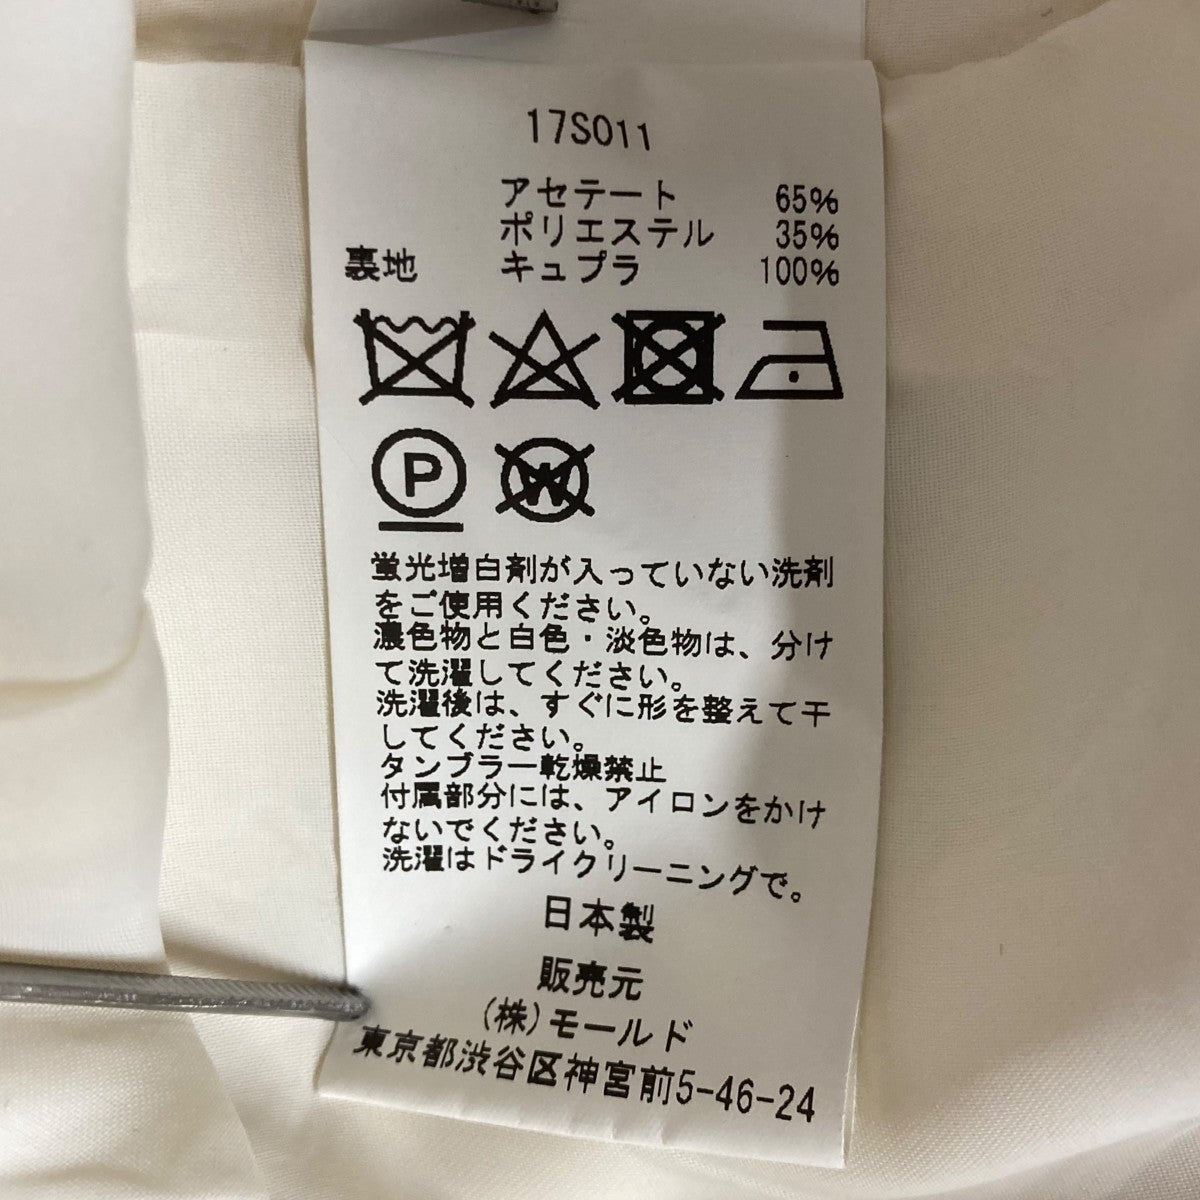 17S011
アセテート 65%
ポリエステル 35%
裏地 キュプラ 100%
P W
蛍光増白剤が入っていない洗剤
をご使用ください。
濃色物と白色・淡色物は、分け
て洗濯してください。
洗濯後は、すぐに形を整えて干
してください。
タンブラー乾燥禁止
付属部分には、アイロンをかけ
ないでください。
洗濯はドライクリーニングで。
日本製
販売元
(株)モールド
東京都渋谷区神宮前5-46-24